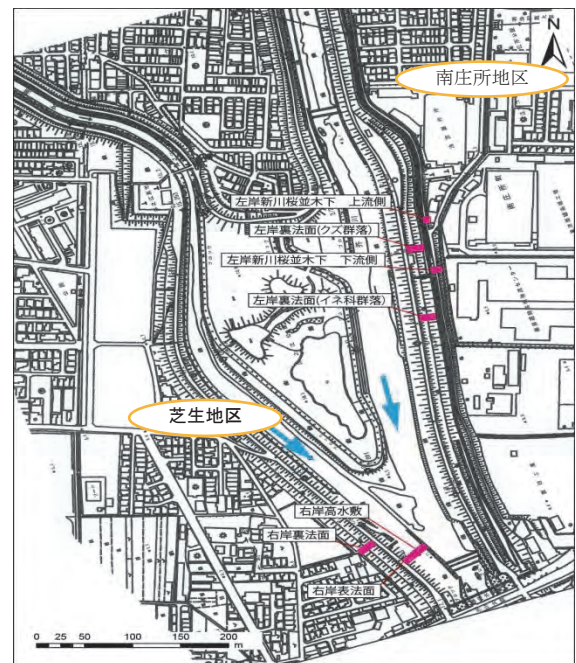 N
南庄所地区
左岸新川桜並木下 上流側
左岸裏法面(クズ群落)
左岸新川桜並木下 下流側
左岸裏法面(イネ科群落)
芝生地区
右岸高水敷
右岸裏法面
右岸表法面
0 25 50 100 150 200
m